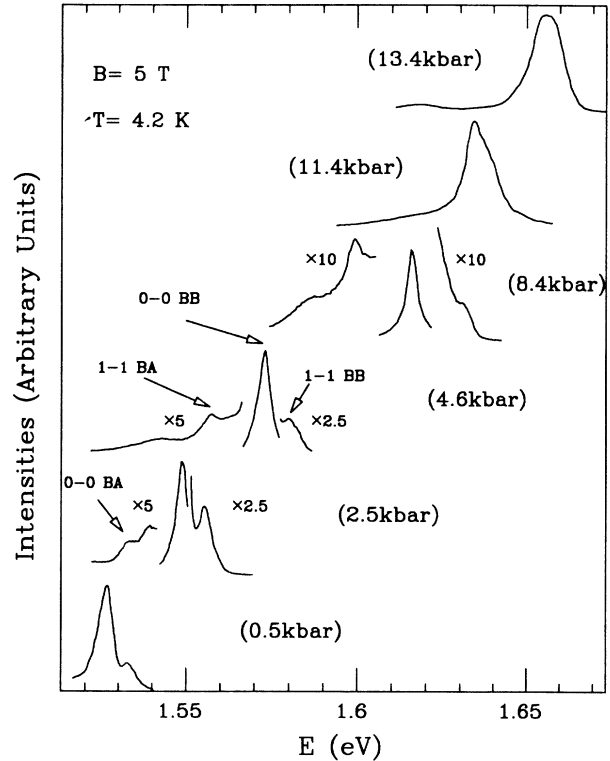 B= 5 T
T= 4.2 K
(13.4kbar)
(11.4kbar)
×10
×10
(8.4kbar)
0-0 BB
1-1 BA
1-1 BB
×5
×2.5
(4.6kbar)
0-0 BA
×5
×2.5
(2.5kbar)
(0.5kbar)
Intensities (Arbitrary Units)
1.55
1.6
1.65
E (eV)